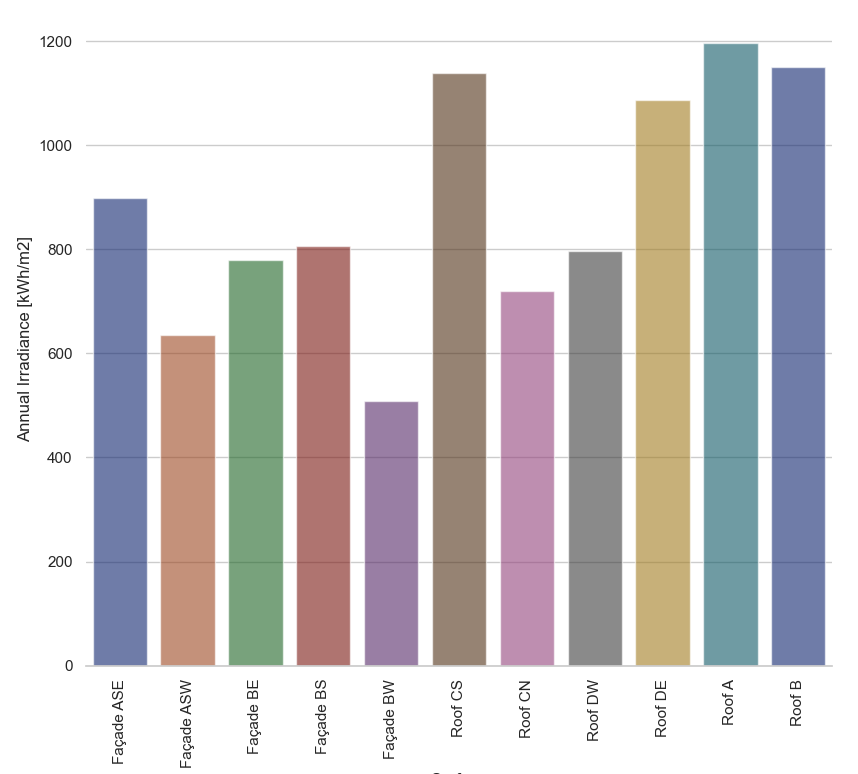 1200
1000
800
600
400
200
0
Annual Irradiance [kWh/m2]
Façade ASE
Façade ASW
Façade BE
Façade BS
Façade BW
Roof CS
Roof CN
Roof DW
Roof DE
Roof A
Roof B